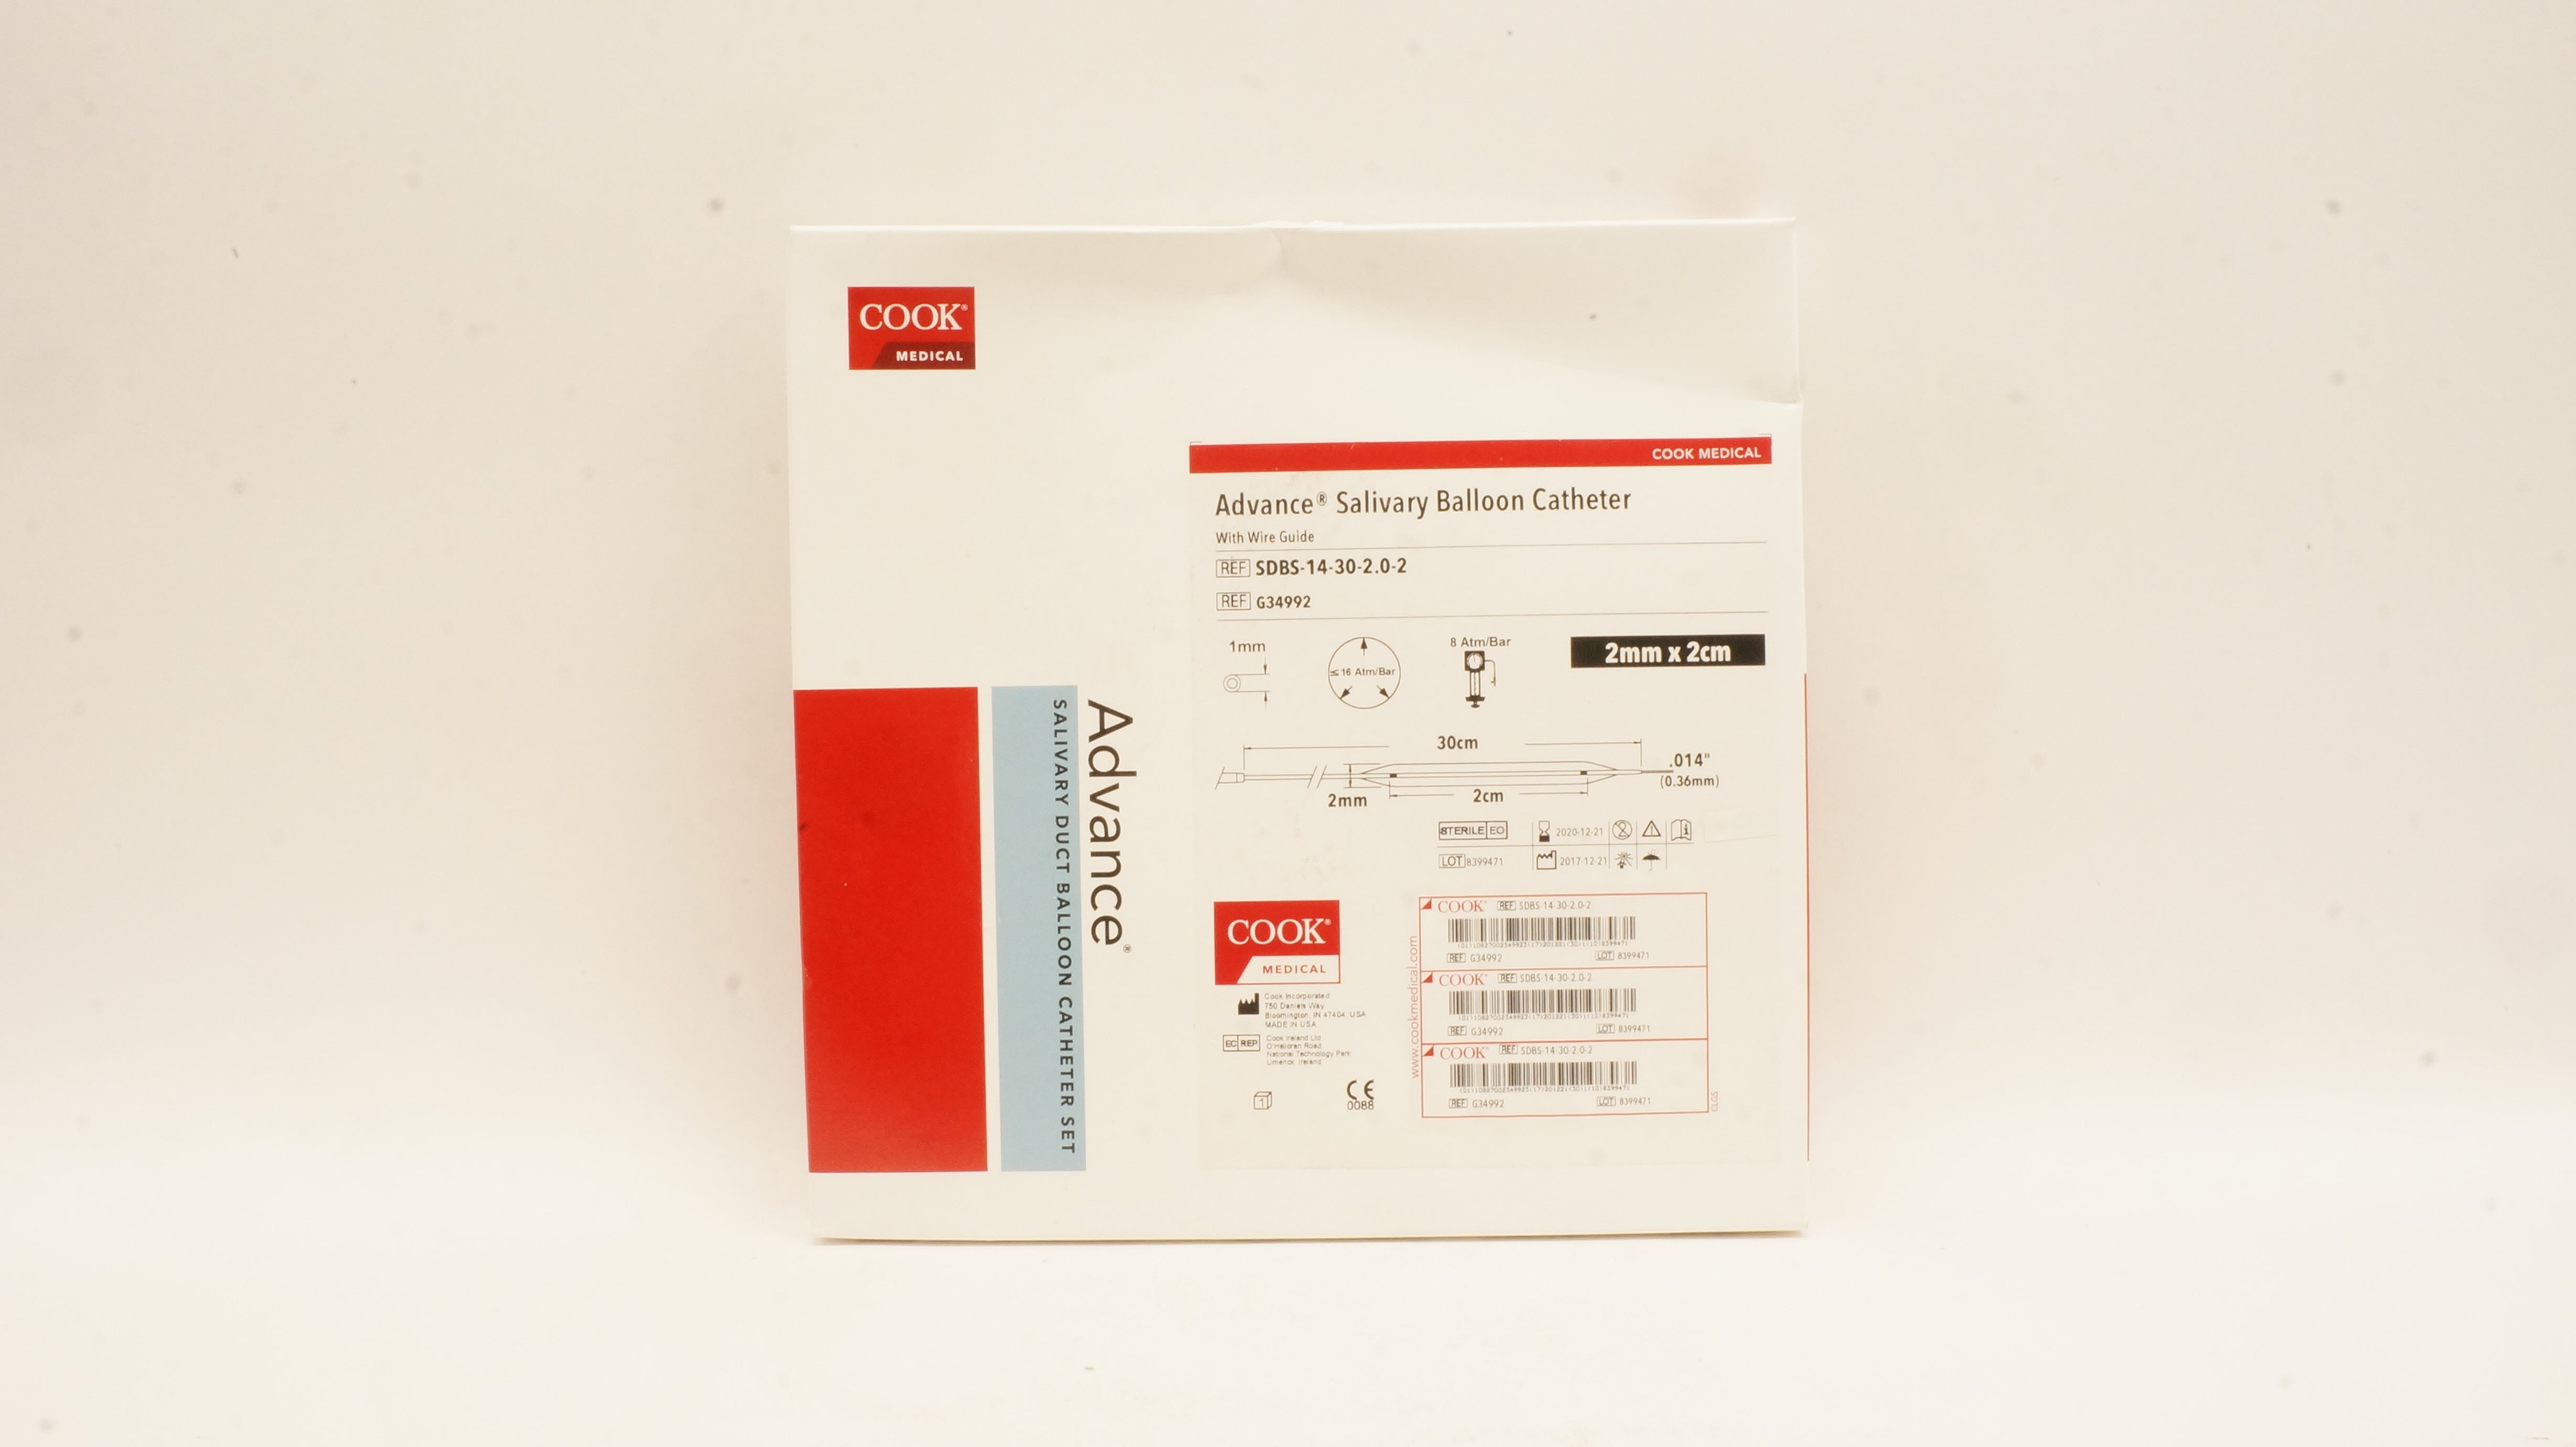 COOK®
MEDICAL
Advance®
SALIVARY DUCT BALLOON CATHETER SET
COOK MEDICAL
Advance® Salivary Balloon Catheter
With Wire Guide
REF SDBS-14-30-2.0-2
REF G34992
1mm
≤ 16 Atm/Bar
8 Atm/Bar
2mm x 2cm
30cm
.014"
(0.36mm)
2mm
2cm
STERILE EO 2020-12-21
LOT 8399471 2017-12-21
COOK®
MEDICAL
Cook Incorporated
750 Daniels Way
Bloomington, IN 47404 USA
MADE IN USA
EC REP
Cook Ireland Ltd
O'Halloran Road
National Technology Park
Limerick, Ireland
1
CE
0088
www.cookmedical.com
COOK® REF SDBS-14-30-2.0-2
REF G34992 LOT 8399471
COOK® REF SDBS-14-30-2.0-2
REF G34992 LOT 8399471
COOK® REF SDBS-14-30-2.0-2
REF G34992 LOT 8399471